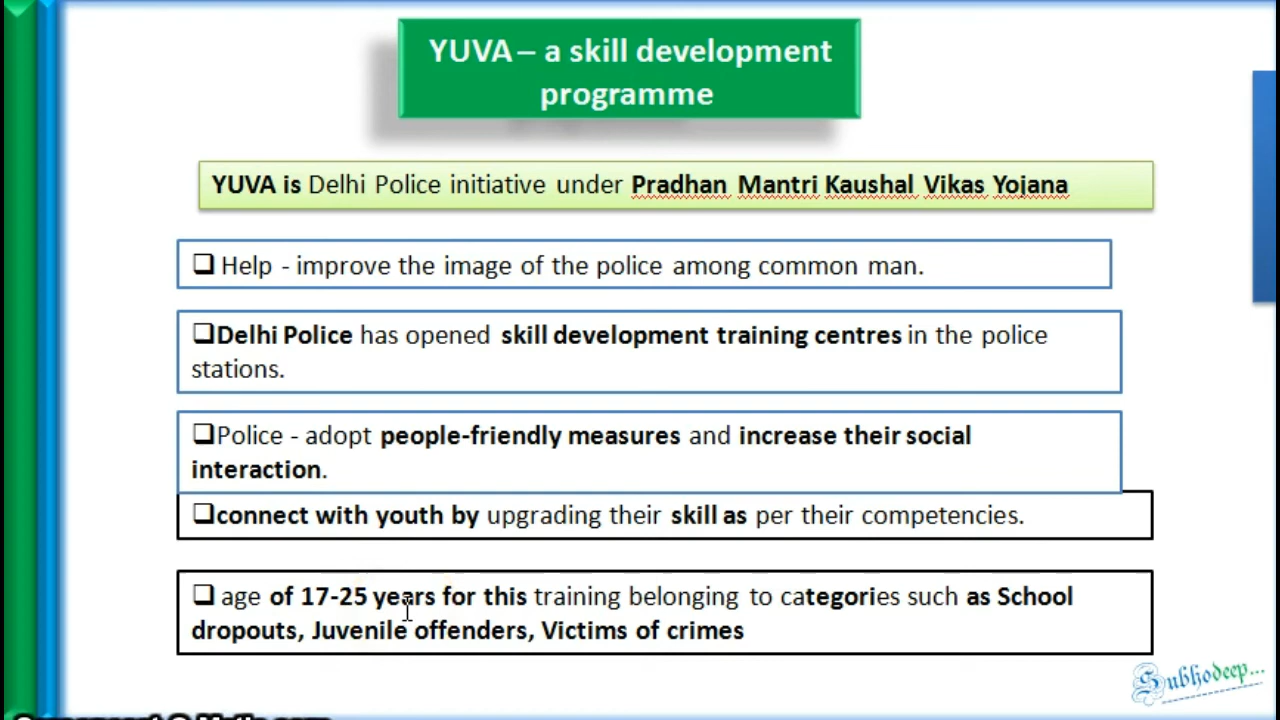 YUVA – a skill development
programme
YUVA is Delhi Police initiative under Pradhan Mantri Kaushal Vikas Yojana
❑ Help - improve the image of the police among common man.
❑Delhi Police has opened skill development training centres in the police
stations.
❑Police - adopt people-friendly measures and increase their social
interaction.
❑connect with youth by upgrading their skill as per their competencies.
❑ age of 17-25 years for this training belonging to categories such as School
dropouts, Juvenile offenders, Victims of crimes
Subhodeep...